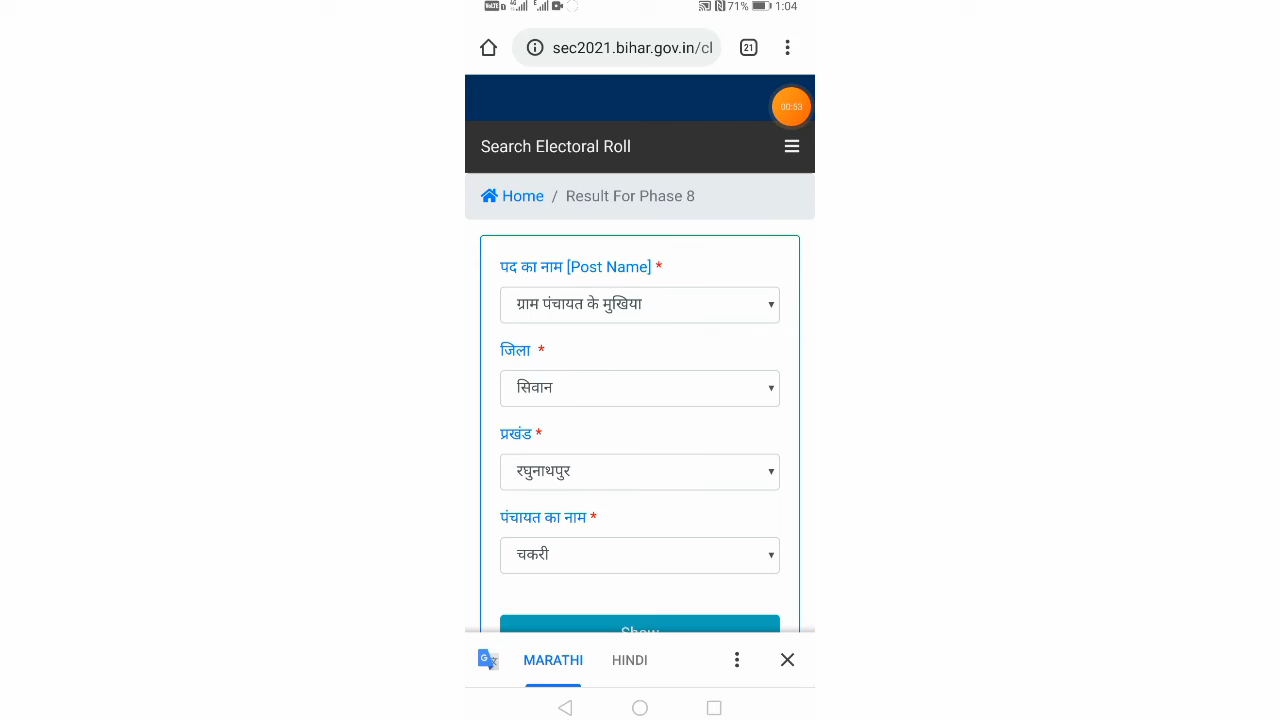 71% 1:04
sec2021.bihar.gov.in/cl 21
00:53
Search Electoral Roll
Home / Result For Phase 8
पद का नाम [Post Name] *
ग्राम पंचायत के मुखिया
जिला *
सिवान
प्रखंड *
रघुनाथपुर
पंचायत का नाम *
चकरी
Show
MARATHI HINDI